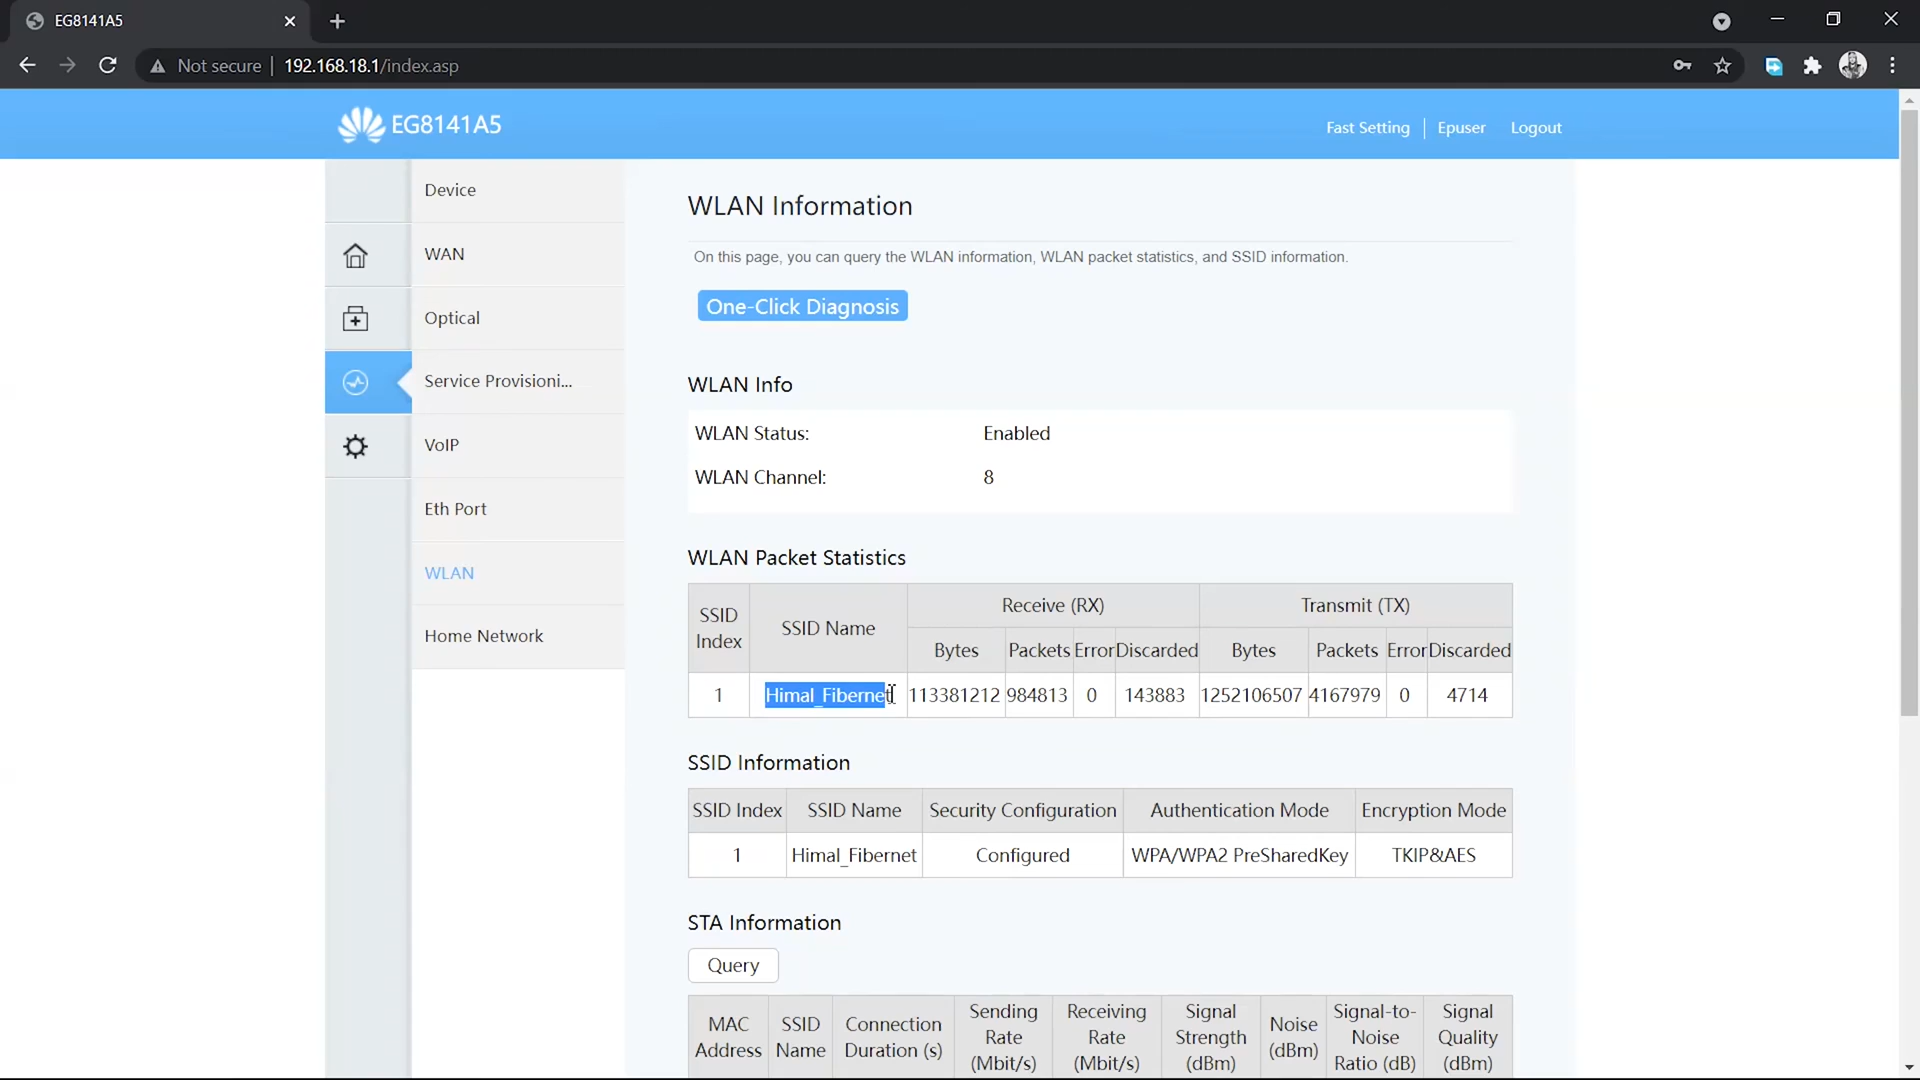 EG8141A5
Not secure | 192.168.18.1/index.asp
EG8141A5
Fast Setting | Epuser Logout
Device
WAN
Optical
Service Provisioni...
VoIP
Eth Port
WLAN
Home Network
WLAN Information
On this page, you can query the WLAN information, WLAN packet statistics, and SSID information.
One-Click Diagnosis
WLAN Info
WLAN Status: Enabled
WLAN Channel: 8
WLAN Packet Statistics
SSID Index SSID Name Receive (RX) Transmit (TX)
Bytes Packets Error Discarded Bytes Packets Error Discarded
1 Himal_Fibernet 113381212 984813 0 143883 1252106507 4167979 0 4714
SSID Information
SSID Index SSID Name Security Configuration Authentication Mode Encryption Mode
1 Himal_Fibernet Configured WPA/WPA2 PreSharedKey TKIP&AES
STA Information
Query
MAC Address SSID Name Connection Duration (s) Sending Rate (Mbit/s) Receiving Rate (Mbit/s) Signal Strength (dBm) Noise (dBm) Signal-to-Noise Ratio (dB) Signal Quality (dBm)